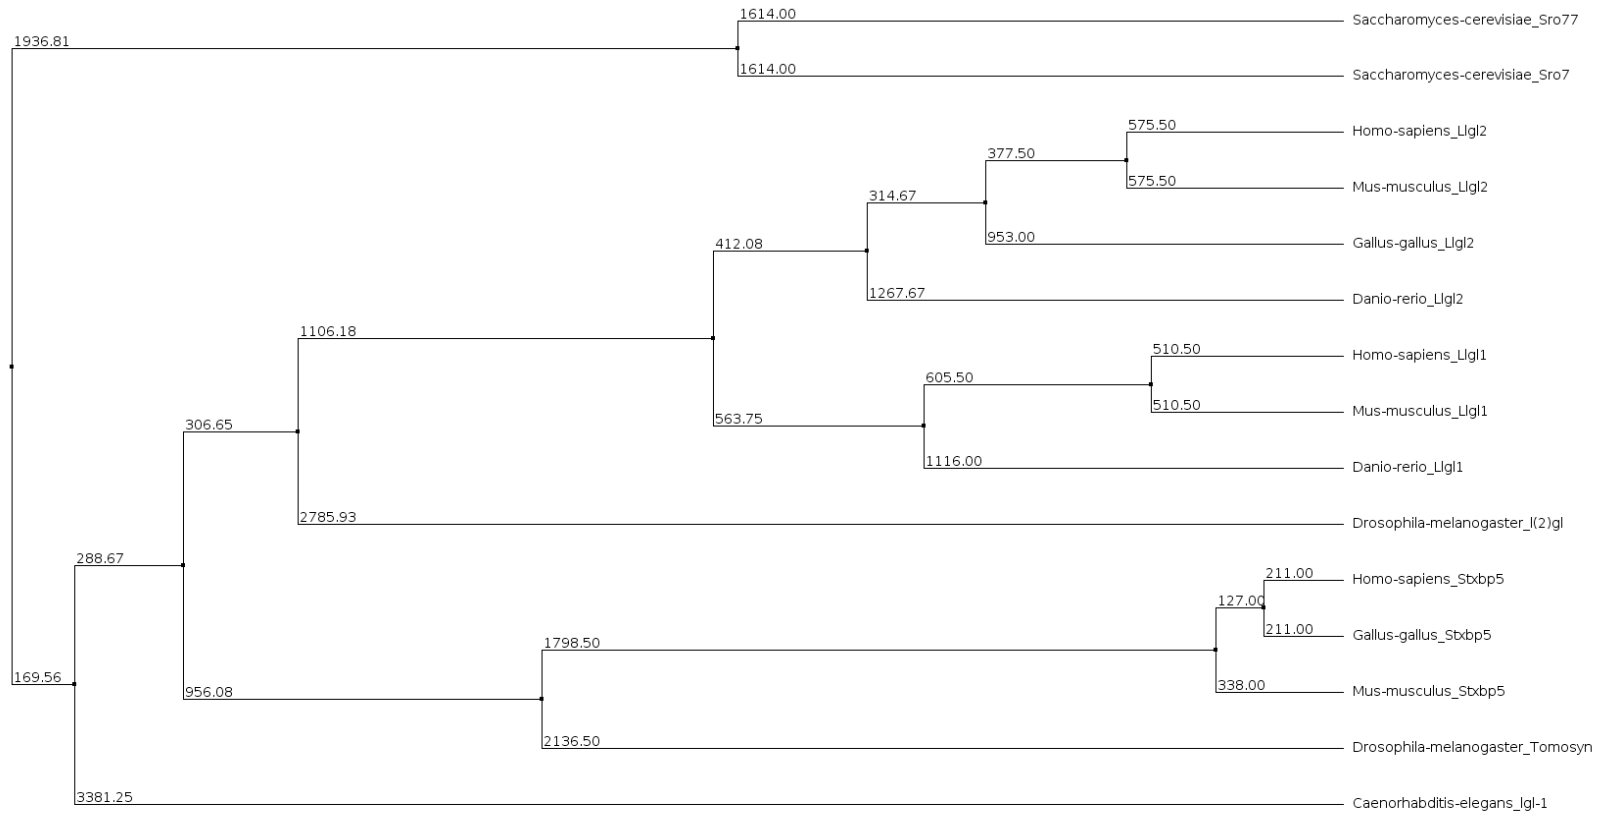 1614.00
Saccharomyces-cerevisiae_Sro77
1936.81
1614.00
Saccharomyces-cerevisiae_Sro7
575.50
Homo-sapiens_Llgl2
377.50
575.50
Mus-musculus_Llgl2
314.67
953.00
Gallus-gallus_Llgl2
412.08
1267.67
Danio-rerio_Llgl2
1106.18
510.50
Homo-sapiens_Llgl1
605.50
510.50
Mus-musculus_Llgl1
563.75
1116.00
Danio-rerio_Llgl1
306.65
2785.93
Drosophila-melanogaster_l(2)gl
288.67
211.00
Homo-sapiens_Stxbp5
127.00
211.00
Gallus-gallus_Stxbp5
1798.50
338.00
Mus-musculus_Stxbp5
169.56
956.08
2136.50
Drosophila-melanogaster_Tomosyn
3381.25
Caenorhabditis-elegans_lgl-1